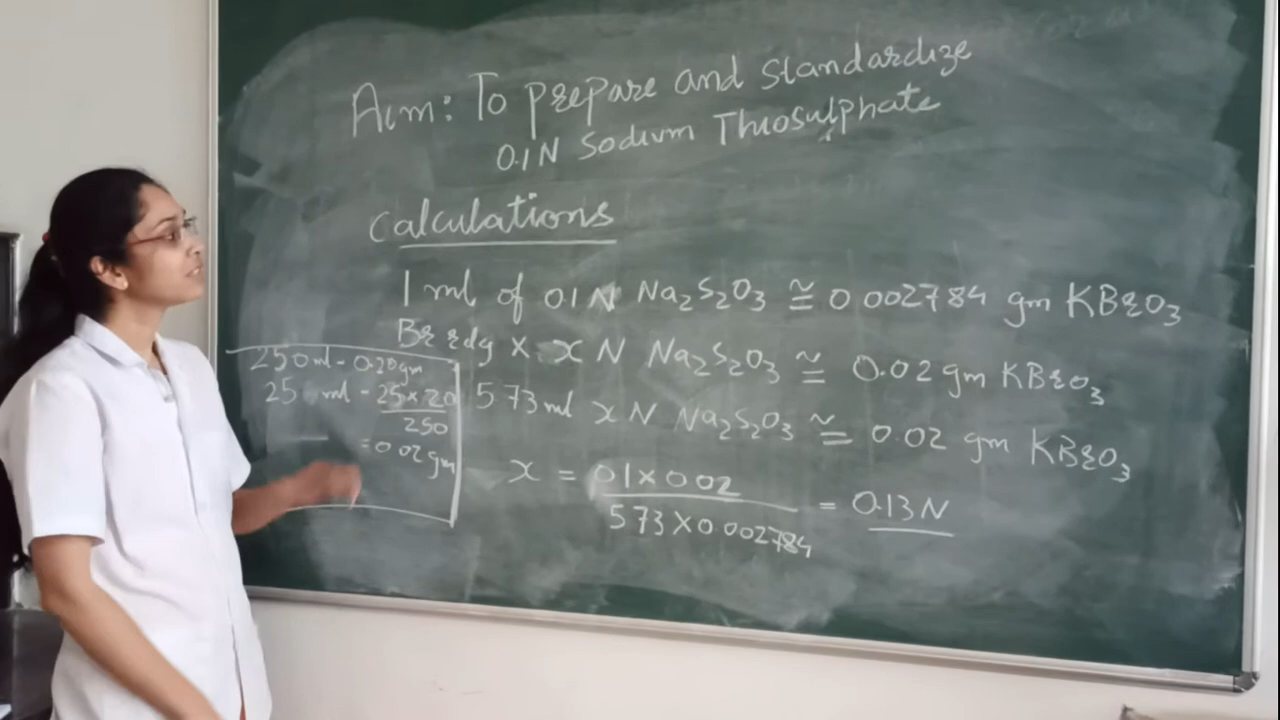 Aim: To prepare and standardize
0.1N Sodium Thiosulphate
Calculations
1 ml of 0.1 N Na₂S₂O₃ ≅ 0.002784 gm KBrO₃
Br rdg × x N Na₂S₂O₃ ≅ 0.02 gm KBrO₃
5.73 ml x N Na₂S₂O₃ ≅ 0.02 gm KBrO₃
x = 0.1 × 0.02
5.73 × 0.002784
= 0.13 N
250 ml - 0.20 gm
25 ml - 25 × 20
250
= 0.02 gm